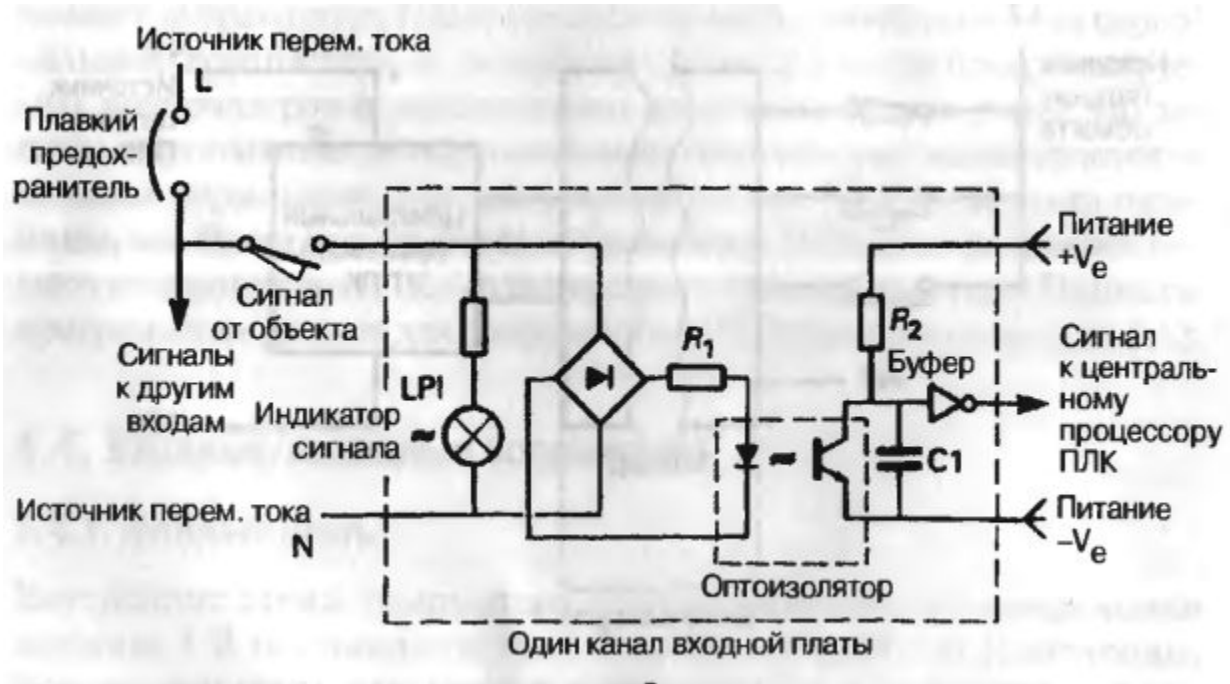 Источник перем. тока
L
Плавкий
предох-
ранитель
Сигнал
от объекта
Сигналы
к другим
входам
LPI
Индикатор
сигнала
≈
Источник перем. тока
N
R1
R2
Буфер
C1
Оптоизолятор
Питание
+Ve
Сигнал
к централь-
ному
процессору
ПЛК
Питание
–Ve
Один канал входной платы